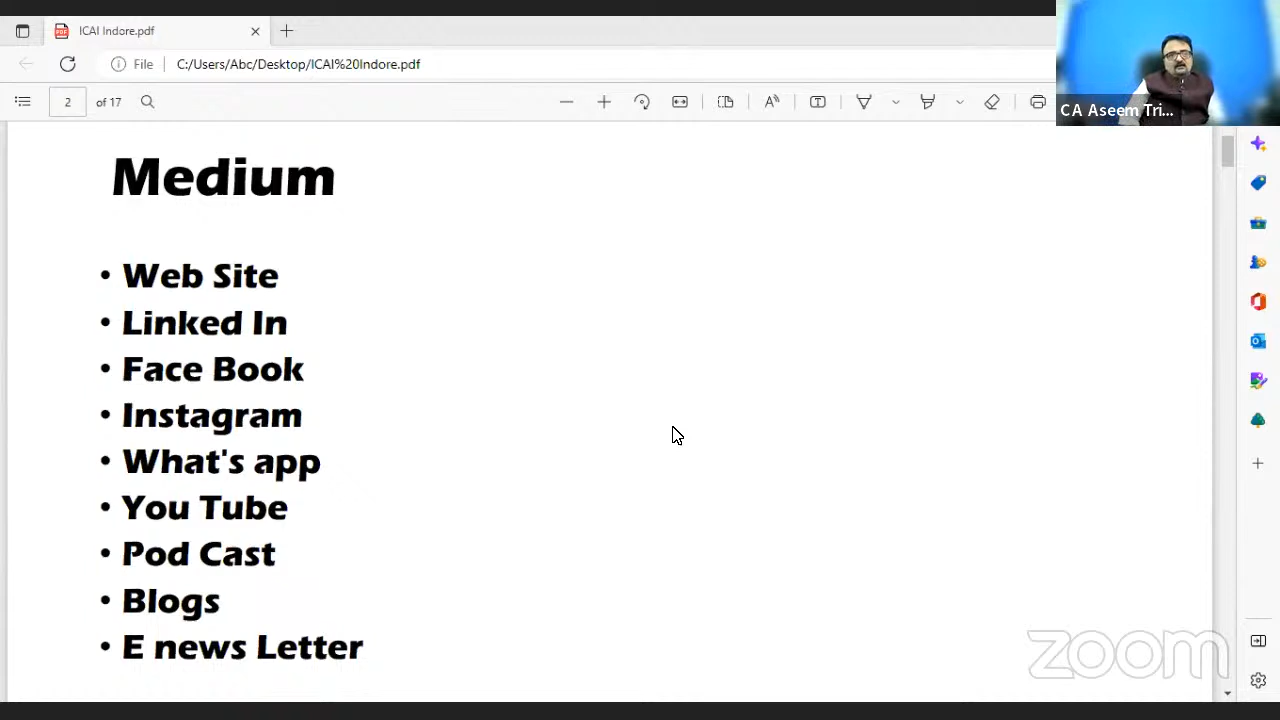 ICAI Indore.pdf
File C:/Users/Abc/Desktop/ICAI%20Indore.pdf
2 of 17
CA Aseem Tri...
Medium
• Web Site
• Linked In
• Face Book
• Instagram
• What's app
• You Tube
• Pod Cast
• Blogs
• E news Letter
zoom